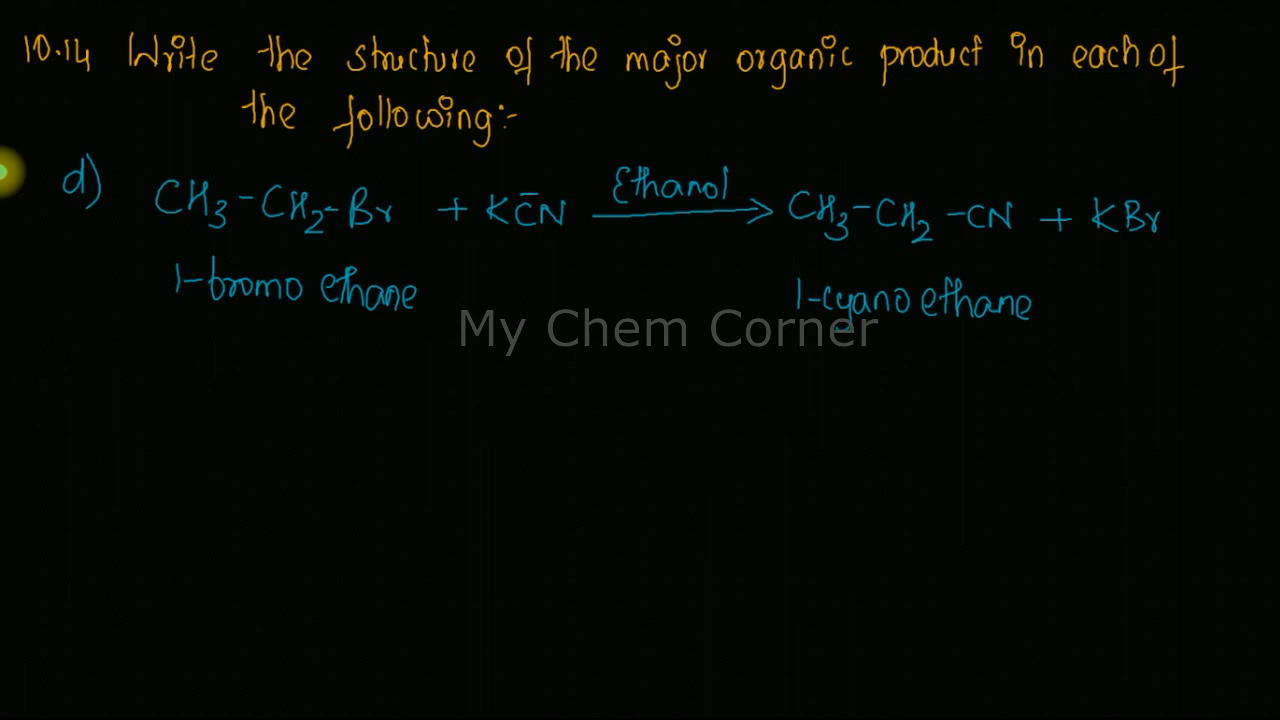 10.14 Write the structure of the major organic product in each of
the following:-
d) CH₃-CH₂-Br + KC̄N Ethanol → CH₃-CH₂-CN + KBr
1-bromo ethane 1-cyano ethane
My Chem Corner